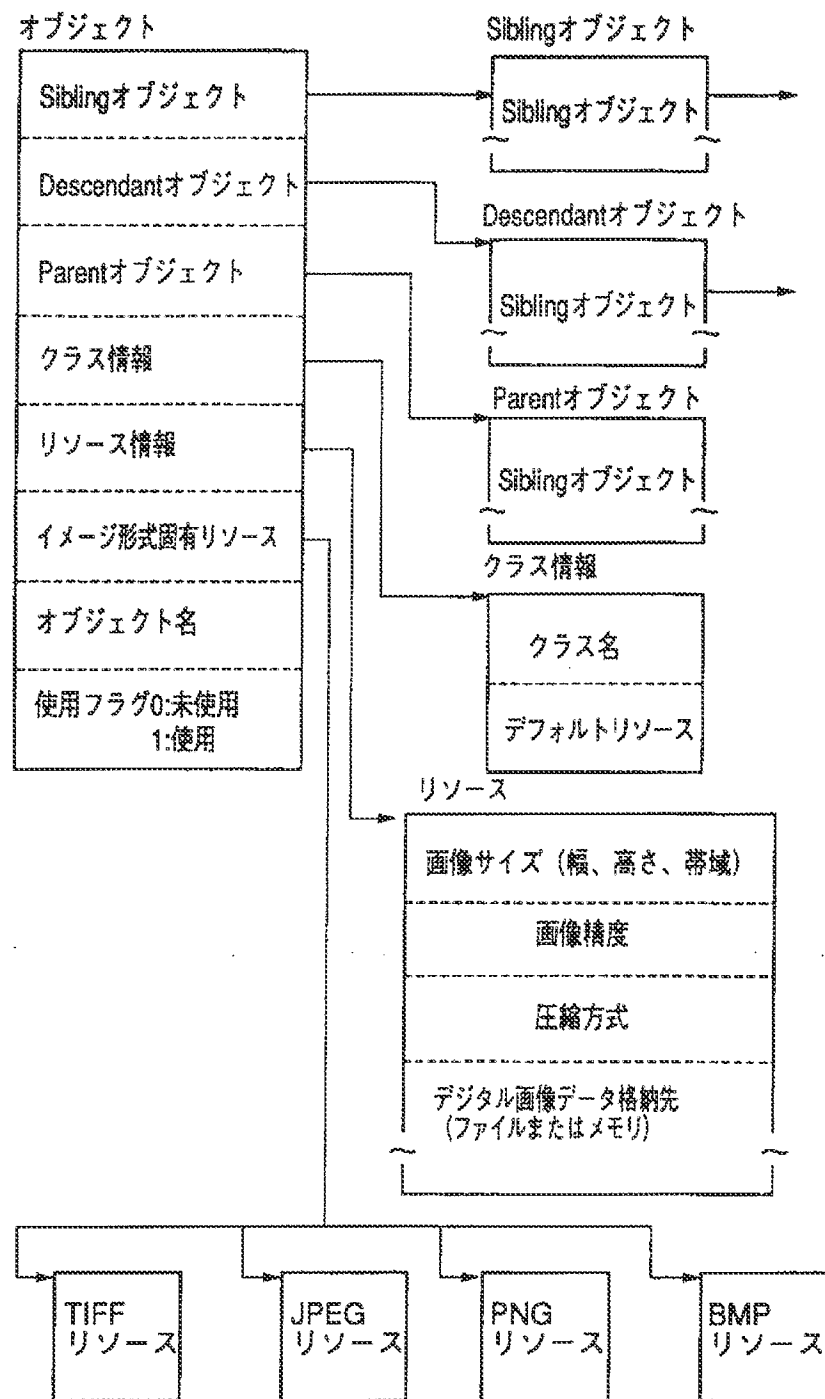 オブジェクト
Siblingオブジェクト
Descendantオブジェクト
Parentオブジェクト
クラス情報
リソース情報
イメージ形式固有リソース
オブジェクト名
使用フラグ0:未使用
1:使用
Siblingオブジェクト
Siblingオブジェクト
Descendantオブジェクト
Siblingオブジェクト
Parentオブジェクト
Siblingオブジェクト
クラス情報
クラス名
デフォルトリソース
リソース
画像サイズ（幅、高さ、帯域）
画像精度
圧縮方式
デジタル画像データ格納先
(ファイルまたはメモリ)
TIFF
リソース
JPEG
リソース
PNG
リソース
BMP
リソース